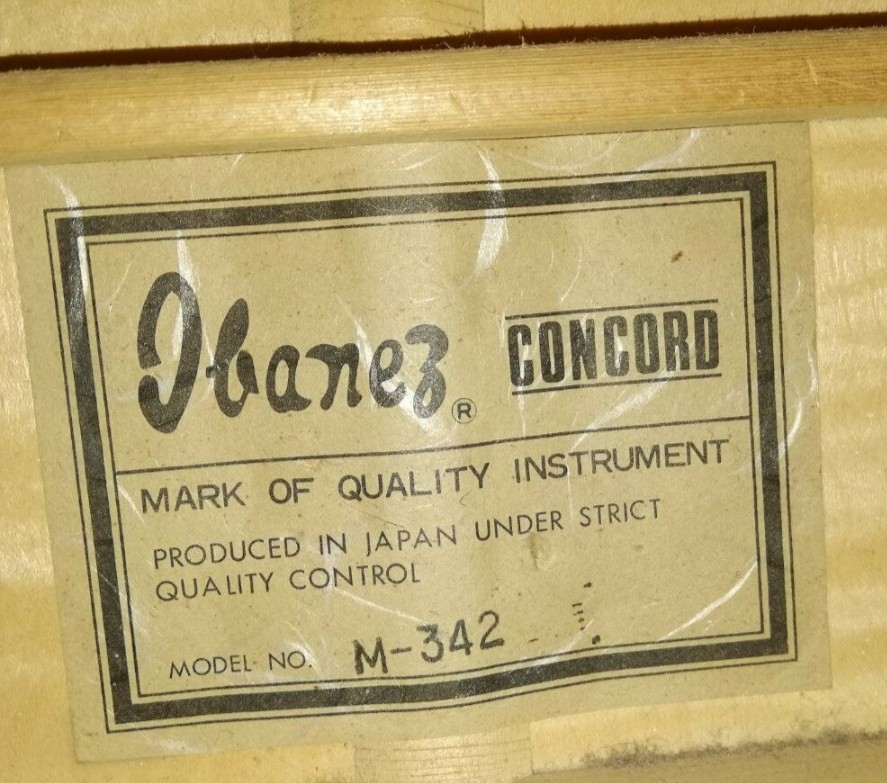 Ibanez® CONCORD
MARK OF QUALITY INSTRUMENT
PRODUCED IN JAPAN UNDER STRICT
QUALITY CONTROL
MODEL NO. M-342